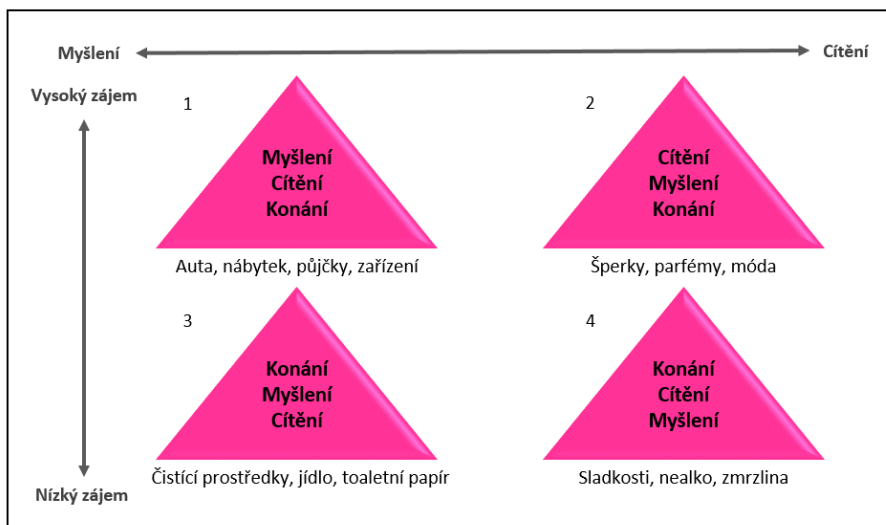 Myšlení
Cítění
Vysoký zájem
1
2
Myšlení
Cítění
Konání
Cítění
Myšlení
Konání
Auta, nábytek, půjčky, zařízení
Šperky, parfémy, móda
3
4
Konání
Myšlení
Cítění
Konání
Cítění
Myšlení
Čistící prostředky, jídlo, toaletní papír
Sladkosti, nealko, zmrzlina
Nízký zájem